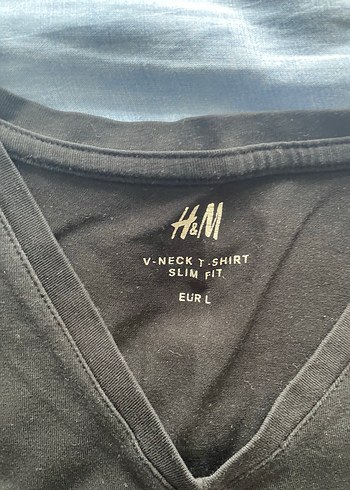 H&M
V-NECK T-SHIRT
SLIM FIT
EUR L